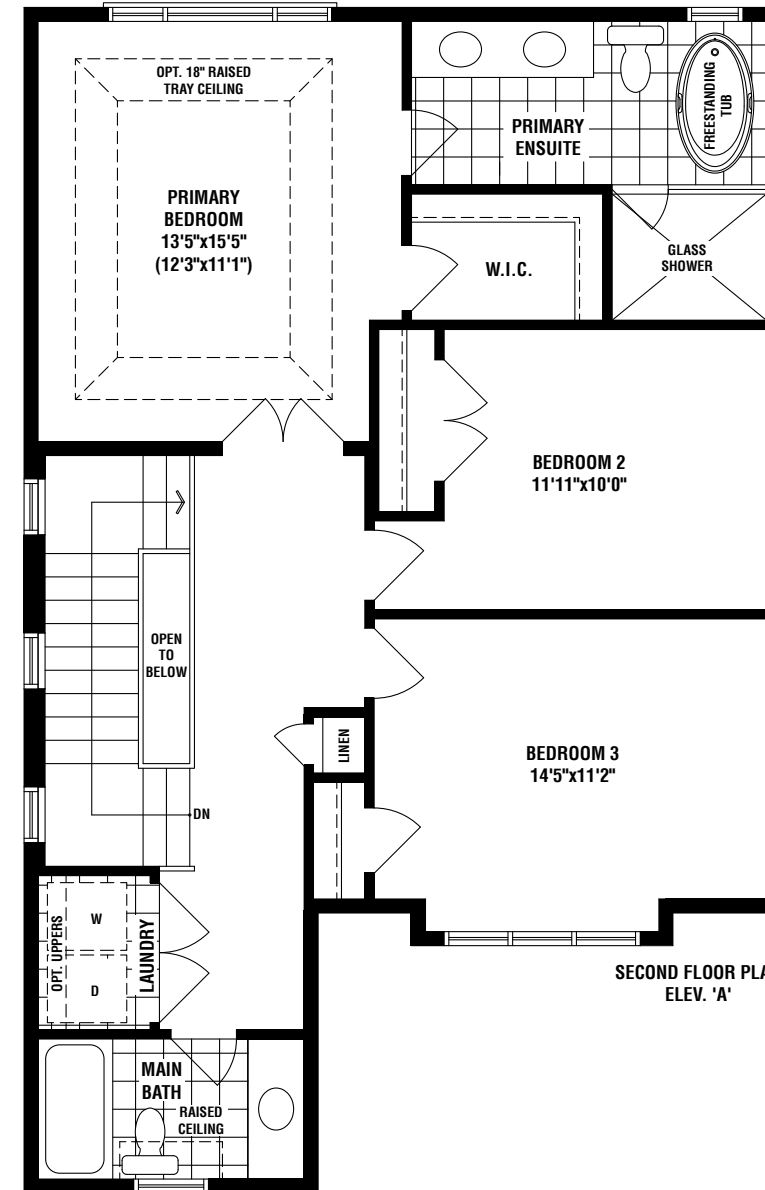 OPT. 18" RAISED
TRAY CEILING
PRIMARY
BEDROOM
13'5"x15'5"
(12'3"x11'1")
PRIMARY
ENSUITE
FREESTANDING
TUB
W.I.C.
GLASS
SHOWER
BEDROOM 2
11'11"x10'0"
OPEN
TO
BELOW
LINEN
BEDROOM 3
14'5"x11'2"
DN
OPT. UPPERS
W
D
LAUNDRY
SECOND FLOOR PLA
ELEV. 'A'
MAIN
BATH
RAISED
CEILING